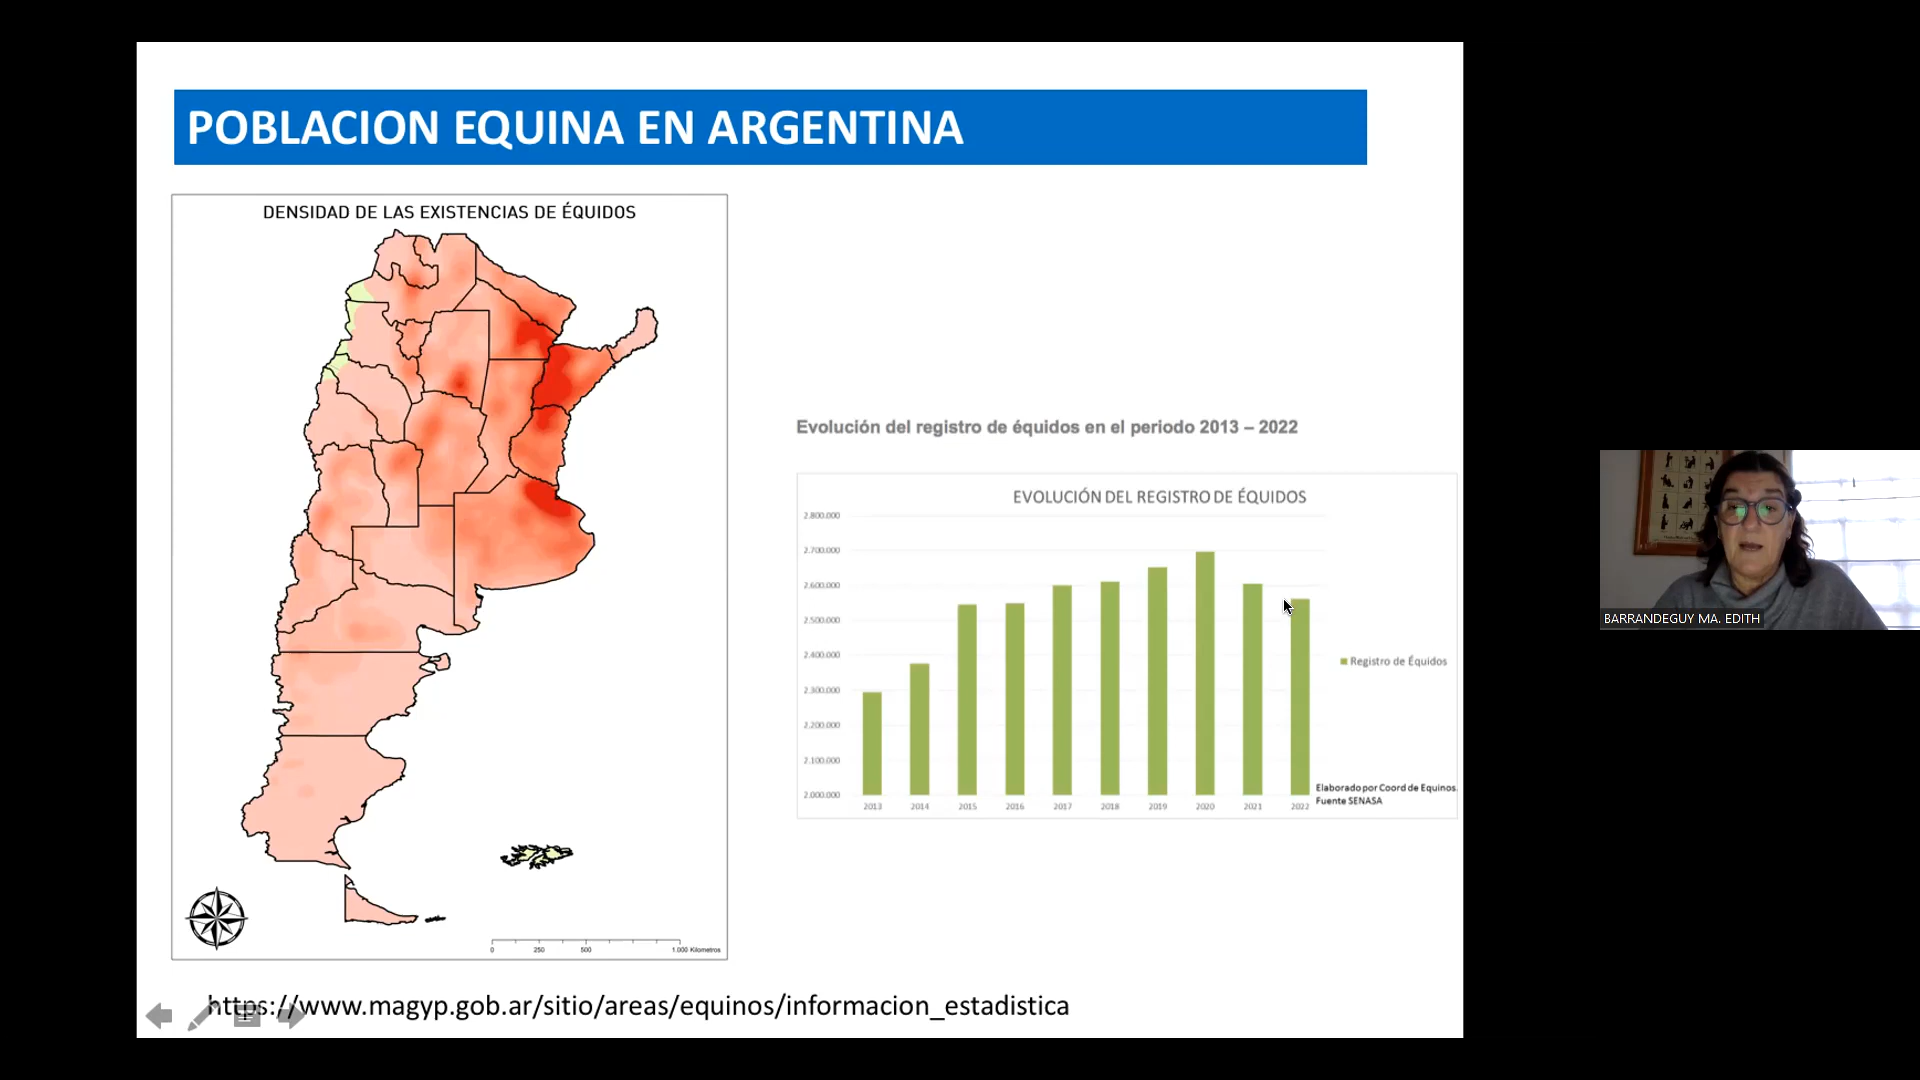 POBLACION EQUINA EN ARGENTINA
DENSIDAD DE LAS EXISTENCIAS DE ÉQUIDOS
0 250 500 1.000 Kilometros
Evolución del registro de équidos en el periodo 2013 – 2022
EVOLUCIÓN DEL REGISTRO DE ÉQUIDOS
2.800.000
2.700.000
2.600.000
2.500.000
2.400.000
2.300.000
2.200.000
2.100.000
2.000.000
2013 2014 2015 2016 2017 2018 2019 2020 2021 2022
Registro de Équidos
Elaborado por Coord de Equinos.
Fuente SENASA
https://www.magyp.gob.ar/sitio/areas/equinos/informacion_estadistica
BARRANDEGUY MA. EDITH